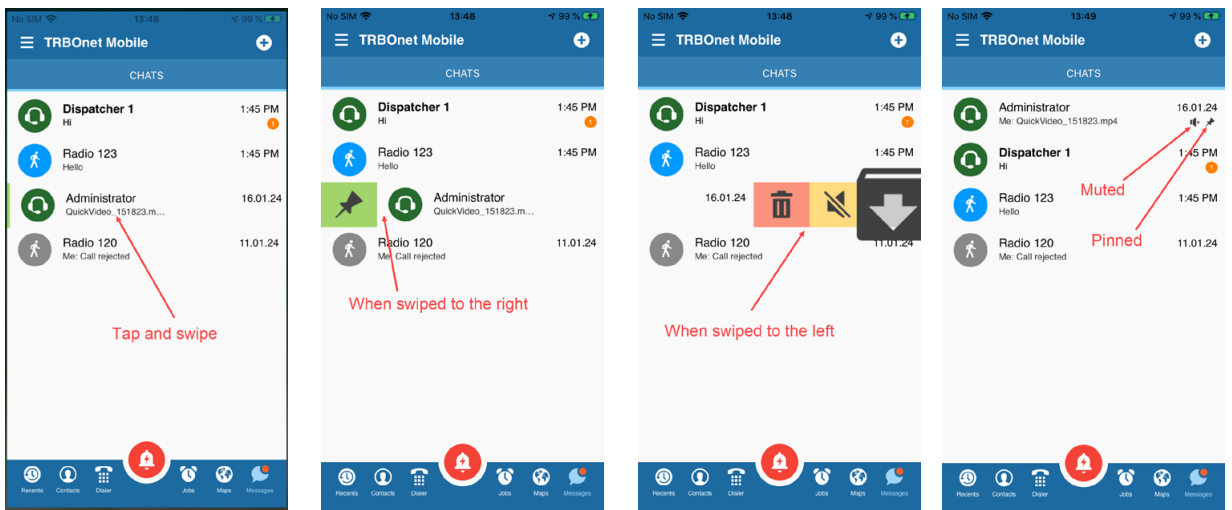 No SIM 13:48 99 %
TRBOnet Mobile
CHATS
Dispatcher 1 1:45 PM
Hi 1
Radio 123 1:45 PM
Hello
Administrator 16.01.24
QuickVideo_151823.m...
Radio 120 11.01.24
Me: Call rejected
Tap and swipe
Recents Contacts Dialer Jobs Maps Messages
No SIM 13:48 99 %
TRBOnet Mobile
CHATS
Dispatcher 1 1:45 PM
Hi 1
Radio 123 1:45 PM
Hello
Administrator
QuickVideo_151823.m...
Radio 120 11.01.24
Me: Call rejected
When swiped to the right
Recents Contacts Dialer Jobs Maps Messages
No SIM 13:48 99 %
TRBOnet Mobile
CHATS
Dispatcher 1 1:45 PM
Hi 1
Radio 123 1:45 PM
Hello
16.01.24
Radio 120 11.01.24
Me: Call rejected
When swiped to the left
Recents Contacts Dialer Jobs Maps Messages
No SIM 13:49 99 %
TRBOnet Mobile
CHATS
Administrator 16.01.24
Me: QuickVideo_151823.mp4
Dispatcher 1 1:45 PM
Hi 1
Muted
Radio 123 1:45 PM
Hello
Pinned
Radio 120 11.01.24
Me: Call rejected
Recents Contacts Dialer Jobs Maps Messages